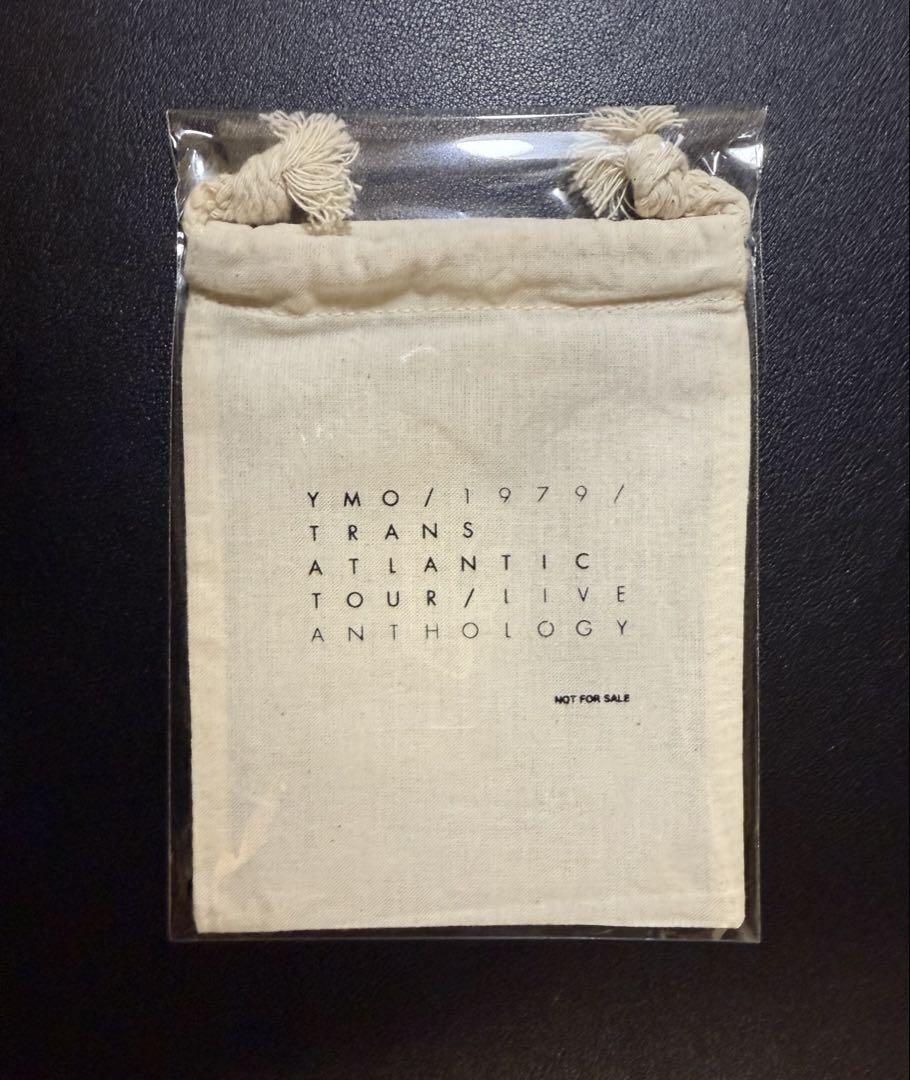 YMO/1979/
TRANS
ATLANTIC
TOUR/LIVE
ANTHOLOGY
NOT FOR SALE